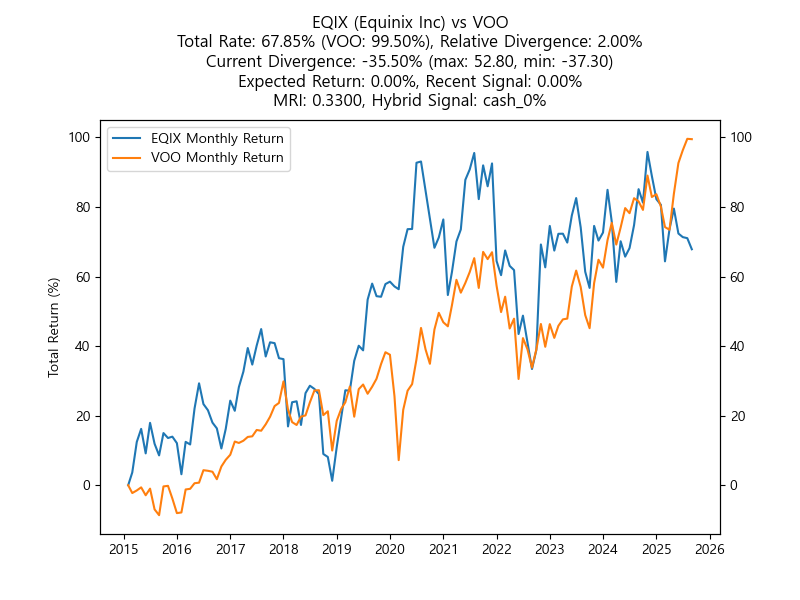 EQIX (Equinix Inc) vs VOO
Total Rate: 67.85% (VOO: 99.50%), Relative Divergence: 2.00%
Current Divergence: -35.50% (max: 52.80, min: -37.30)
Expected Return: 0.00%, Recent Signal: 0.00%
MRI: 0.3300, Hybrid Signal: cash_0%
EQIX Monthly Return
VOO Monthly Return
Total Return (%)
100
80
60
40
20
0
100
80
60
40
20
0
2015 2016 2017 2018 2019 2020 2021 2022 2023 2024 2025 2026